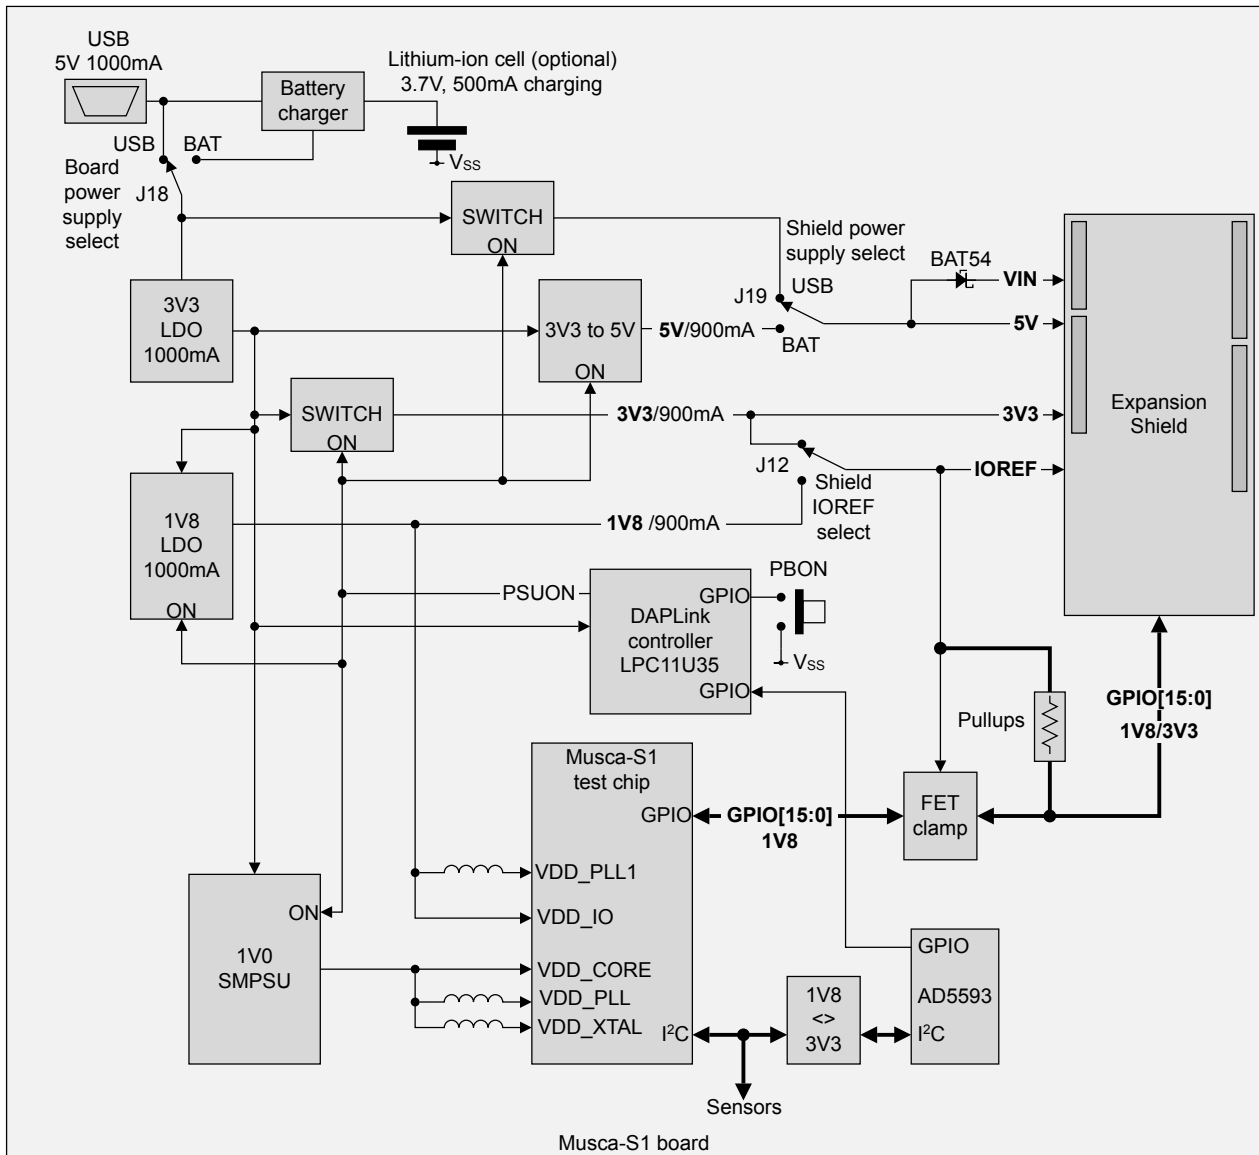 USB
5V 1000mA
Battery
charger
Lithium-ion cell (optional)
3.7V, 500mA charging
VSS
USB
BAT
Board
power
supply
select
J18
SWITCH
ON
Shield power
supply select
BAT54
VIN
3V3
LDO
1000mA
3V3 to 5V
ON
5V/900mA
J19
USB
BAT
5V
SWITCH
ON
3V3/900mA
3V3
Expansion
Shield
J12
Shield
IOREF
select
IOREF
1V8
LDO
1000mA
ON
1V8 /900mA
PSUON
GPIO
DAPLink
controller
LPC11U35
GPIO
PBON
VSS
Pullups
GPIO[15:0]
1V8/3V3
Musca-S1
test chip
GPIO
GPIO[15:0]
1V8
FET
clamp
VDD_PLL1
VDD_IO
VDD_CORE
VDD_PLL
VDD_XTAL
I2C
ON
1V0
SMPSU
1V8
<>
3V3
GPIO
AD5593
I2C
Sensors
Musca-S1 board